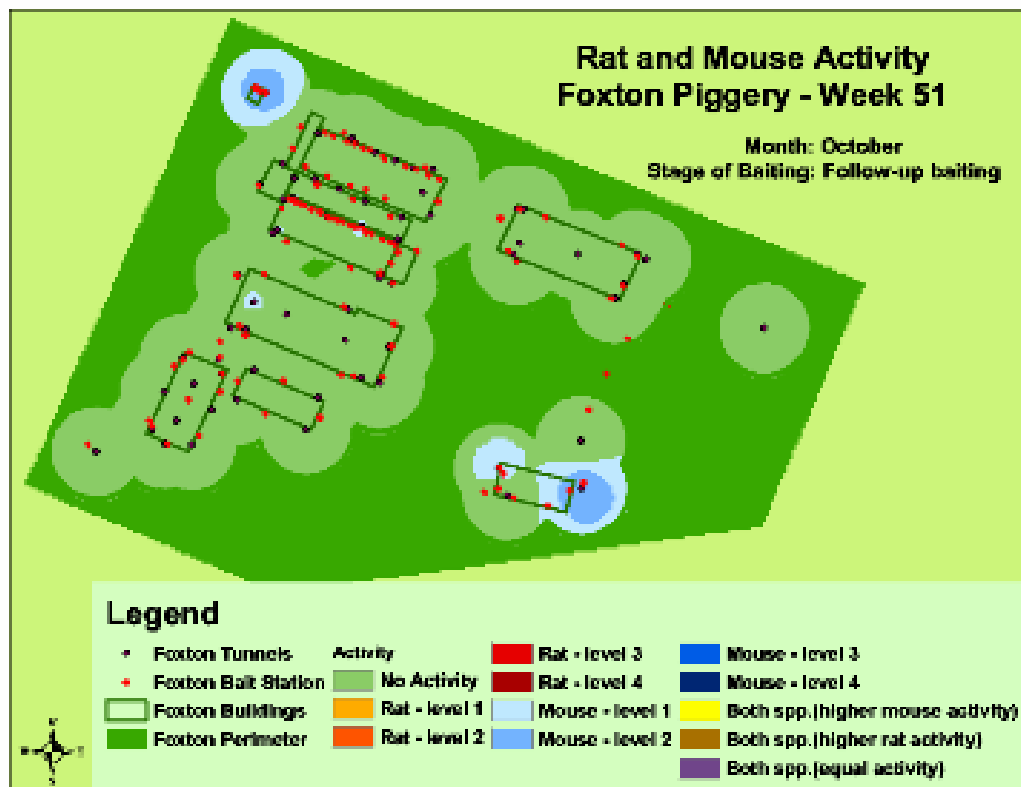 Rat and Mouse Activity
Foxton Piggery - Week 51
Month: October
Stage of Baiting: Follow-up baiting
Legend
Foxton Tunnels
Foxton Bait Station
Foxton Buildings
Foxton Perimeter
Activity
No Activity
Rat - level 1
Rat - level 2
Rat - level 3
Rat - level 4
Mouse - level 1
Mouse - level 2
Mouse - level 3
Mouse - level 4
Both spp.(higher mouse activity)
Both spp.(higher rat activity)
Both spp.(equal activity)